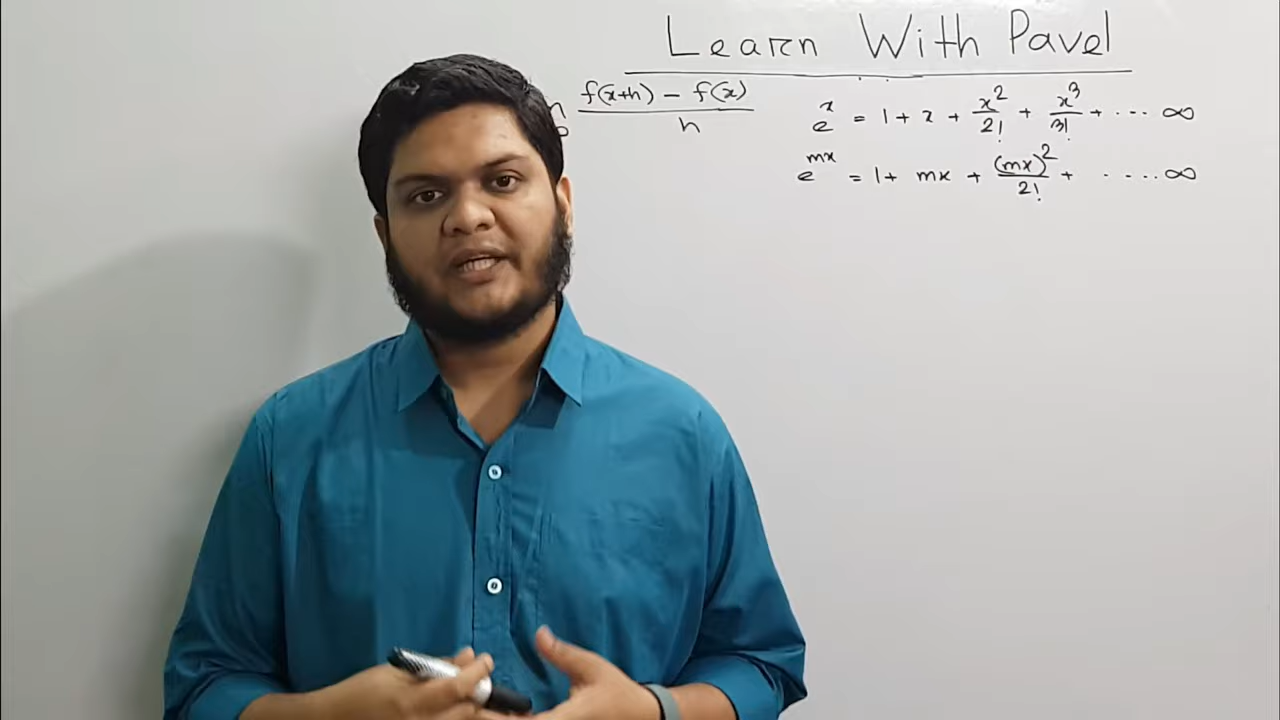 Learn With Pavel
f(x+h) − f(x) / h
e^x = 1 + x + x^2/2! + x^3/3! + ... ∞
e^mx = 1 + mx + (mx)^2/2! + .... ∞